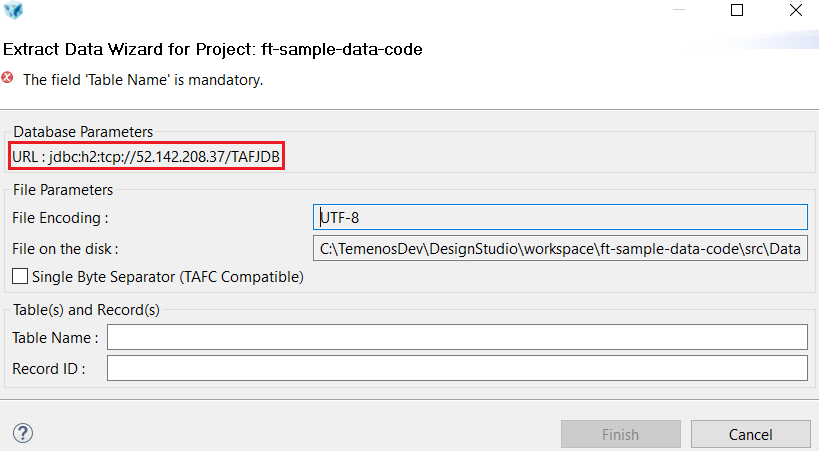 Extract Data Wizard for Project: ft-sample-data-code
The field 'Table Name' is mandatory.
Database Parameters
URL : jdbc:h2:tcp://52.142.208.37/TAFJDB
File Parameters
File Encoding : UTF-8
File on the disk : C:\TemenosDev\DesignStudio\workspace\ft-sample-data-code\src\Data
Single Byte Separator (TAFC Compatible)
Table(s) and Record(s)
Table Name :
Record ID :
? Finish Cancel